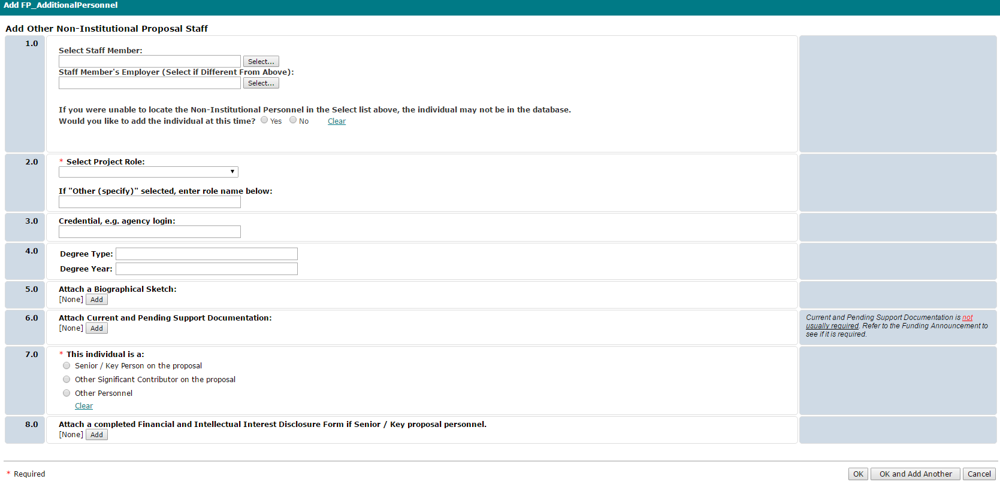 Add FP_AdditionalPersonnel
Add Other Non-Institutional Proposal Staff
1.0
Select Staff Member:
Select...
Staff Member's Employer (Select if Different From Above):
Select...
If you were unable to locate the Non-Institutional Personnel in the Select list above, the individual may not be in the database.
Would you like to add the individual at this time? Yes No Clear
2.0
* Select Project Role:
If "Other (specify)" selected, enter role name below:
3.0
Credential, e.g. agency login:
4.0
Degree Type:
Degree Year:
5.0
Attach a Biographical Sketch:
[None] Add
6.0
Attach Current and Pending Support Documentation:
[None] Add
Current and Pending Support Documentation is not
usually required. Refer to the Funding Announcement to
see if it is required.
7.0
* This individual is a:
Senior / Key Person on the proposal
Other Significant Contributor on the proposal
Other Personnel
Clear
8.0
Attach a completed Financial and Intellectual Interest Disclosure Form if Senior / Key proposal personnel.
[None] Add
* Required
OK OK and Add Another Cancel